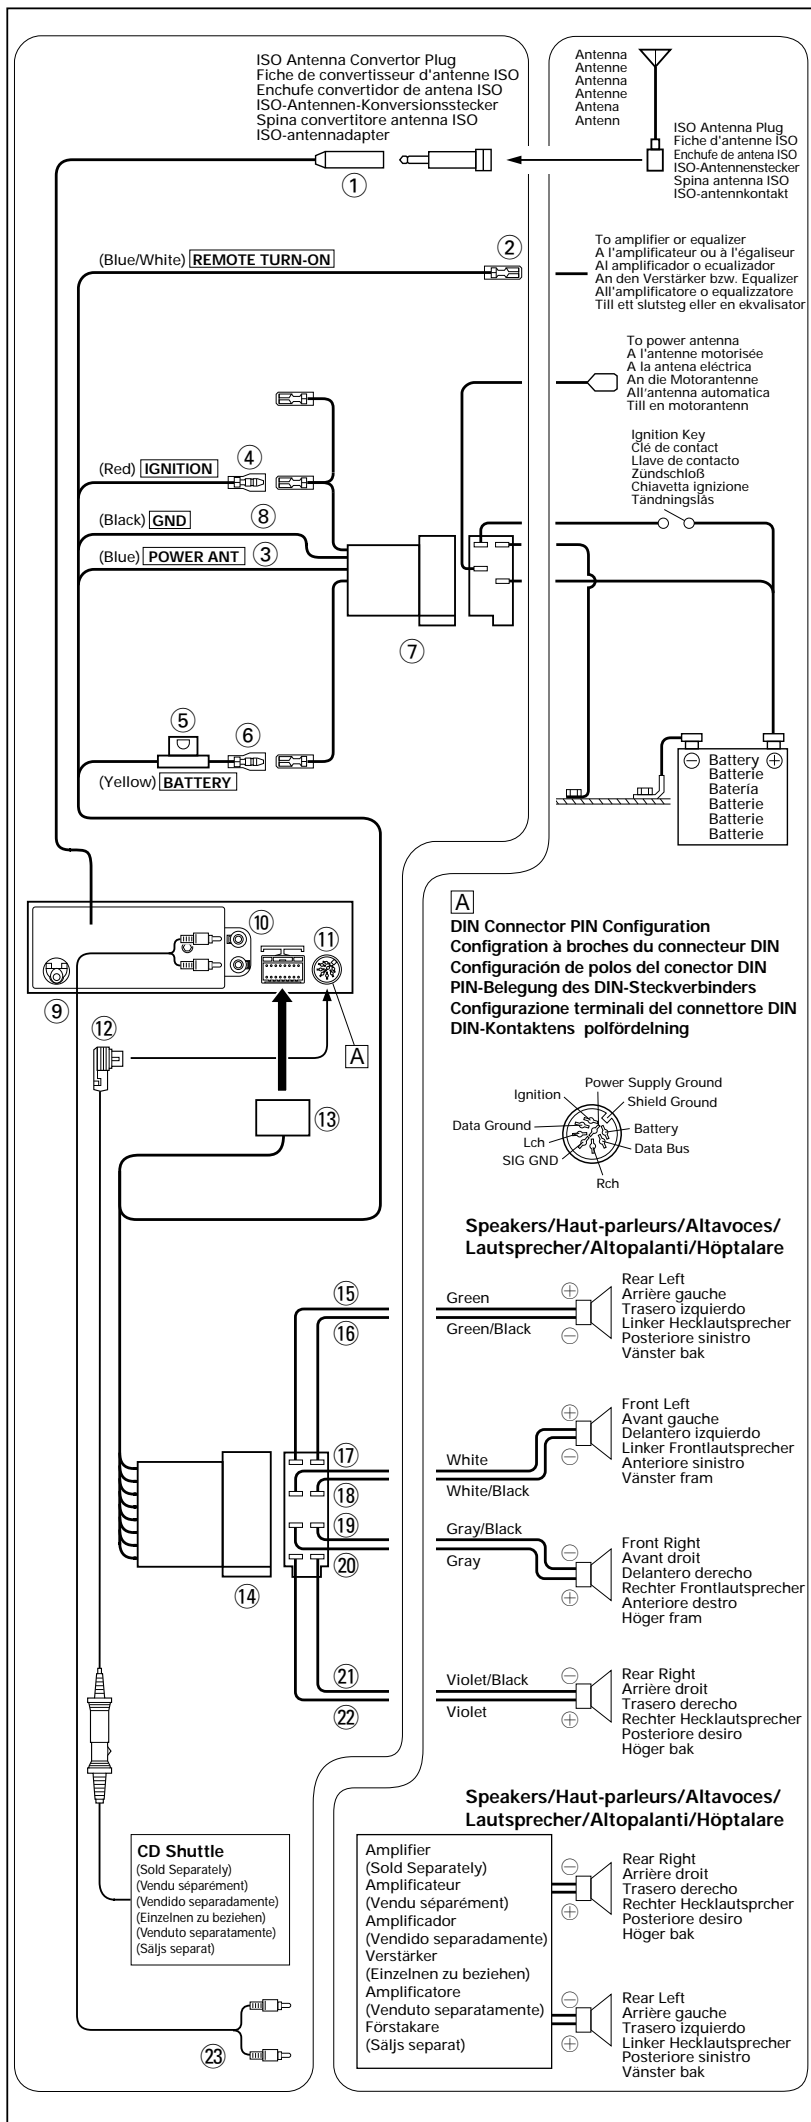 ISO Antenna Convertor Plug
Fiche de convertisseur d'antenne ISO
Enchufe convertidor de antena ISO
ISO-Antennen-Konversionsstecker
Spina convertitore antenna ISO
ISO-antennadapter
Antenna
Antenne
Antenna
Antenne
Antena
Antenn
ISO Antenna Plug
Fiche d'antenne ISO
Enchufe de antena ISO
ISO-Antennenstecker
Spina antenna ISO
ISO-antennkontakt
①
②
(Blue/White) REMOTE TURN-ON
To amplifier or equalizer
A l'amplificateur ou à l'égaliseur
Al amplificador o ecualizador
An den Verstärker bzw. Equalizer
All'amplificatore o equalizzatore
Till ett slutsteg eller en ekvalisator
To power antenna
A l'antenne motorisée
A la antena eléctrica
An die Motorantenne
All'antenna automatica
Till en motorantenn
Ignition Key
Clé de contact
Llave de contacto
Zündschloß
Chiavetta ignizione
Tändningslås
④
(Red) IGNITION
⑧
(Black) GND
(Blue) POWER ANT ③
⑦
⑤
⑥
(Yellow) BATTERY
⊖ Battery ⊕
Batterie
Batería
Batterie
Batterie
Batterie
⑨
⑩
⑪
A
⑫
⑬
A
DIN Connector PIN Configuration
Configration à broches du connecteur DIN
Configuración de polos del conector DIN
PIN-Belegung des DIN-Steckverbinders
Configurazione terminali del connettore DIN
DIN-Kontaktens polfördelning
Power Supply Ground
Ignition
Shield Ground
Data Ground
Battery
Lch
Data Bus
SIG GND
Rch
Speakers/Haut-parleurs/Altavoces/
Lautsprecher/Altopalanti/Höptalare
⑮
Green
⑯
Green/Black
⊕
⊖
Rear Left
Arrière gauche
Trasero izquierdo
Linker Hecklautsprecher
Posteriore sinistro
Vänster bak
⑰
White
⑱
White/Black
⊕
⊖
Front Left
Avant gauche
Delantero izquierdo
Linker Frontlautsprecher
Anteriore sinistro
Vänster fram
⑲
Gray/Black
⑳
Gray
⊖
⊕
Front Right
Avant droit
Delantero derecho
Rechter Frontlautsprecher
Anteriore destro
Höger fram
⑭
㉑
Violet/Black
㉒
Violet
⊖
⊕
Rear Right
Arrière droit
Trasero derecho
Rechter Hecklautsprecher
Posteriore desiro
Höger bak
Speakers/Haut-parleurs/Altavoces/
Lautsprecher/Altopalanti/Höptalare
CD Shuttle
(Sold Separately)
(Vendu séparément)
(Vendido separadamente)
(Einzelnen zu beziehen)
(Venduto separatamente)
(Säljs separat)
Amplifier
(Sold Separately)
Amplificateur
(Vendu séparément)
Amplificador
(Vendido separadamente)
Verstärker
(Einzelnen zu beziehen)
Amplificatore
(Venduto separatamente)
Förstakare
(Säljs separat)
⊖
⊕
Rear Right
Arrière droit
Trasero derecho
Rechter Hecklautsprcher
Posteriore desiro
Höger bak
⊖
⊕
Rear Left
Arrière gauche
Trasero izquierdo
Linker Hecklautsprecher
Posteriore sinistro
Vänster bak
㉓